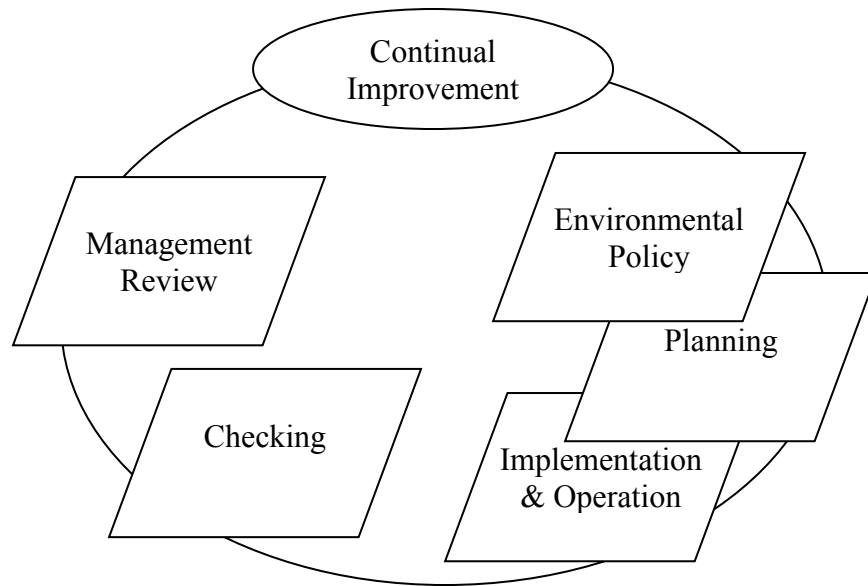 Continual
Improvement
Environmental
Policy
Planning
Implementation
& Operation
Checking
Management
Review